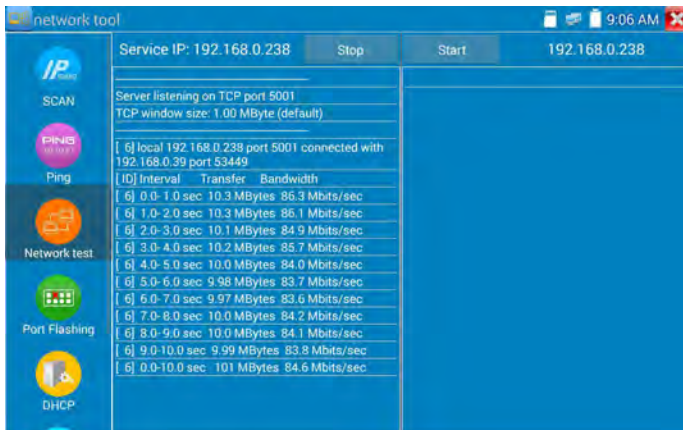 network tool
9:06 AM
Service IP: 192.168.0.238
Stop
Start
192.168.0.238
IP
SCAN
PING
Ping
Network test
Port Flashing
DHCP
Server listening on TCP port 5001
TCP window size: 1.00 MByte (default)
[ 6] local 192.168.0.238 port 5001 connected with
192.168.0.39 port 53449
[ID] Interval Transfer Bandwidth
[ 6] 0.0- 1.0 sec 10.3 MBytes 86.3 Mbits/sec
[ 6] 1.0- 2.0 sec 10.3 MBytes 86.1 Mbits/sec
[ 6] 2.0- 3.0 sec 10.1 MBytes 84.9 Mbits/sec
[ 6] 3.0- 4.0 sec 10.2 MBytes 85.7 Mbits/sec
[ 6] 4.0- 5.0 sec 10.0 MBytes 84.0 Mbits/sec
[ 6] 5.0- 6.0 sec 9.98 MBytes 83.7 Mbits/sec
[ 6] 6.0- 7.0 sec 9.97 MBytes 83.6 Mbits/sec
[ 6] 7.0- 8.0 sec 10.0 MBytes 84.2 Mbits/sec
[ 6] 8.0- 9.0 sec 10.0 MBytes 84.1 Mbits/sec
[ 6] 9.0-10.0 sec 9.99 MBytes 83.8 Mbits/sec
[ 6] 0.0-10.0 sec 101 MBytes 84.6 Mbits/sec